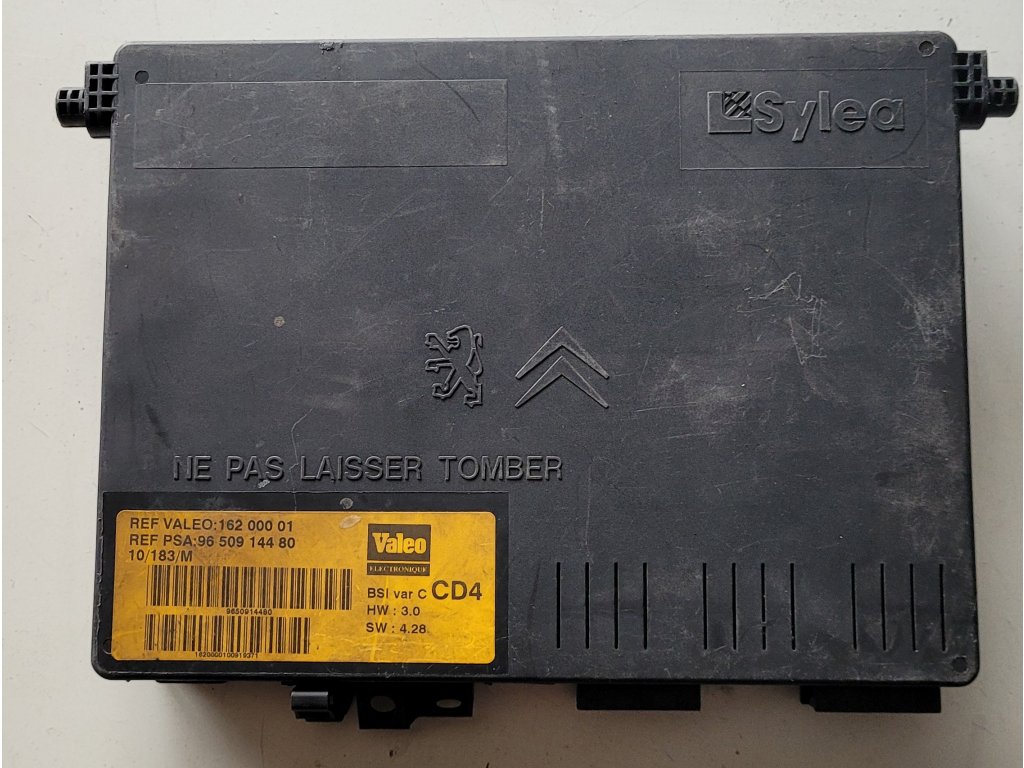 Sylea
NE PAS LAISSER TOMBER
REF VALEO:162 000 01
REF PSA:96 509 144 80
10/183/M
Valeo
ELECTRONIQUE
9650914480
BSI var C CD4
HW : 3.0
SW : 4.28
1620000100919371